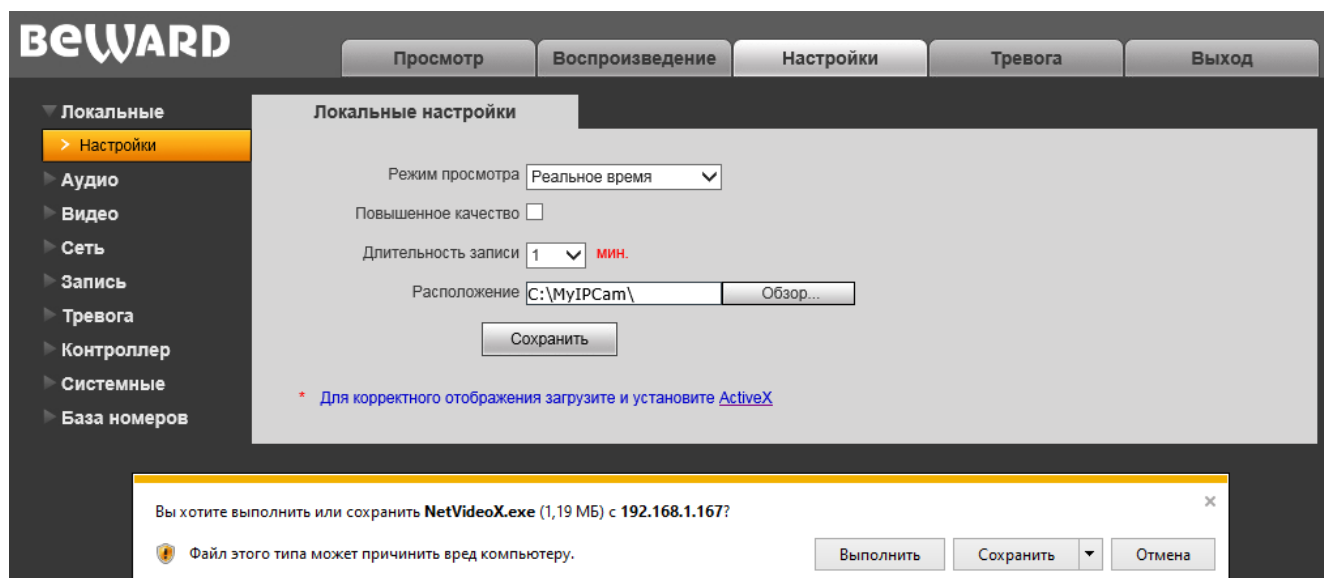 BEWARD
Просмотр Воспроизведение Настройки Тревога Выход
Локальные
> Настройки
Аудио
Видео
Сеть
Запись
Тревога
Контроллер
Системные
База номеров
Локальные настройки
Режим просмотра Реальное время
Повышенное качество
Длительность записи 1 мин.
Расположение C:\MyIPCam\ Обзор...
Сохранить
* Для корректного отображения загрузите и установите ActiveX
Вы хотите выполнить или сохранить NetVideoX.exe (1,19 МБ) с 192.168.1.167?
Файл этого типа может причинить вред компьютеру.
Выполнить Сохранить Отмена